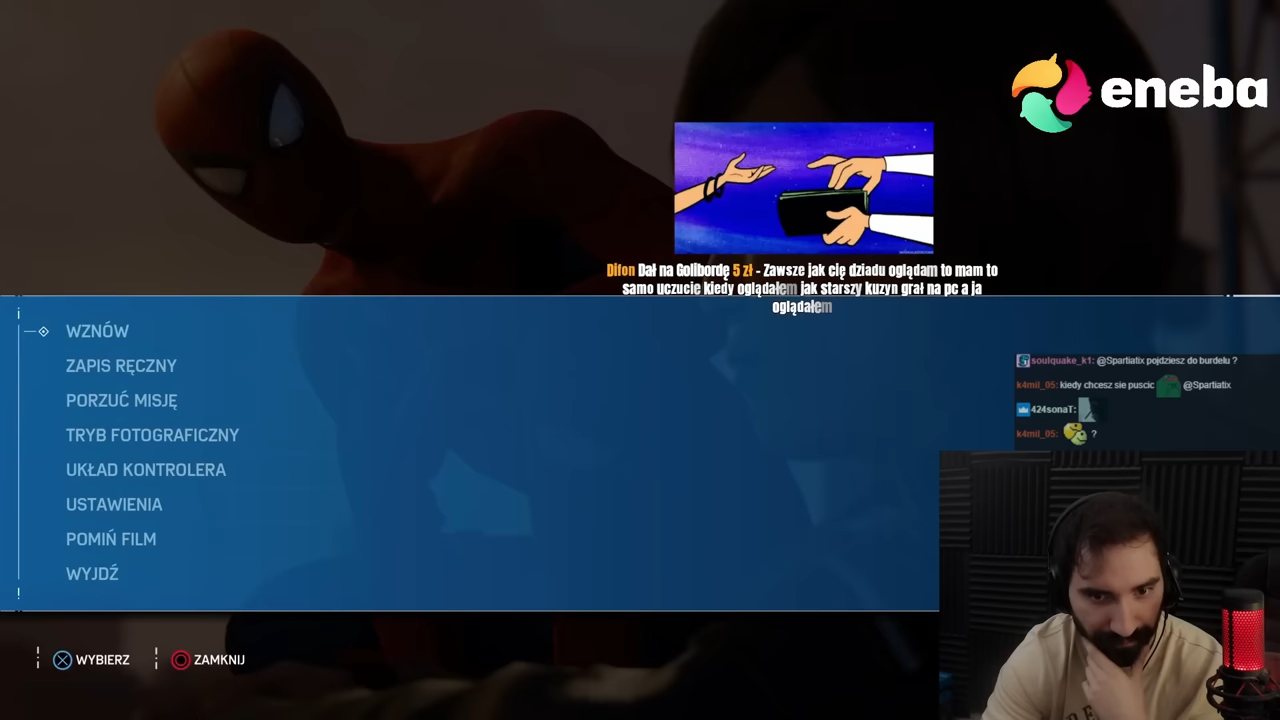 eneba
Difon Dał na Golibordę 5 zł - Zawsze jak cię dziadu oglądam to mam to
samo uczucie kiedy oglądałem jak starszy kuzyn grał na pc a ja
oglądałem
WZNÓW
ZAPIS RĘCZNY
PORZUĆ MISJĘ
TRYB FOTOGRAFICZNY
UKŁAD KONTROLERA
USTAWIENIA
POMIŃ FILM
WYJDŹ
soulquake_k1: @Spartiatix pojdziesz do burdelu ?
k4mil_05: kiedy chcesz sie puscic @Spartiatix
424sonaT:
k4mil_05: ?
WYBIERZ
ZAMKNIJ